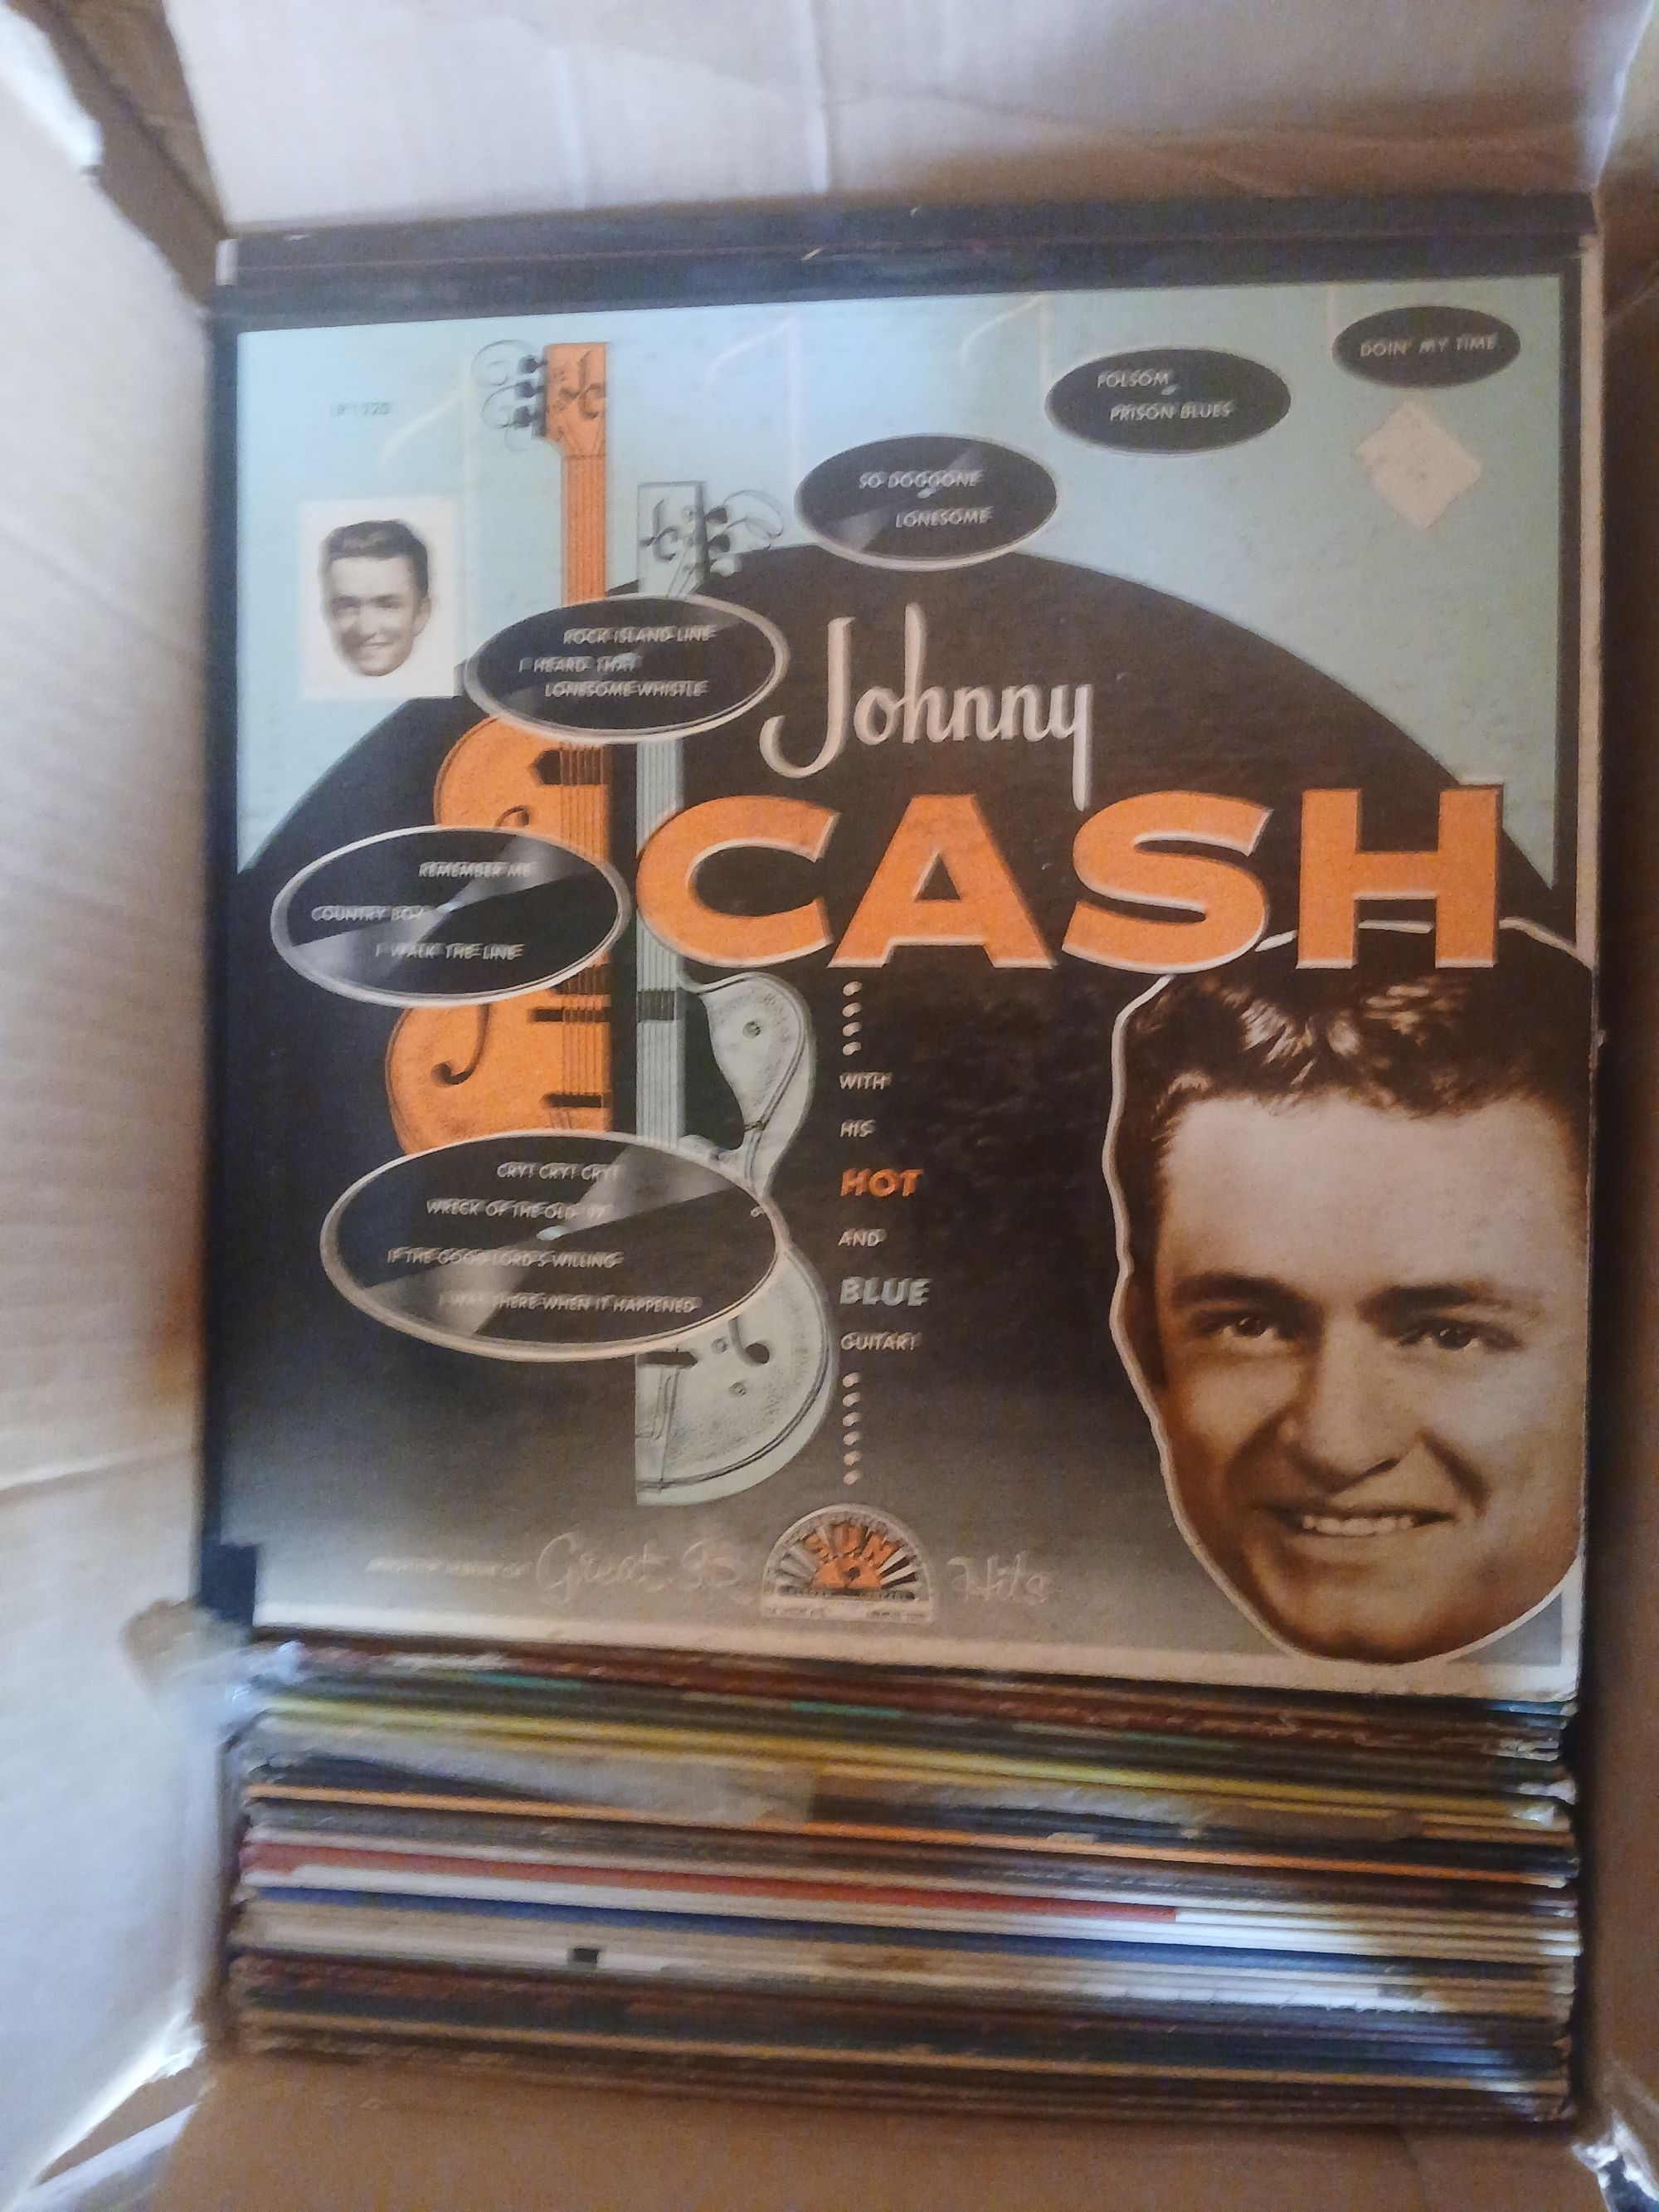 LP1220
DOIN' MY TIME
FOLSOM
PRISON BLUES
SO DOGGONE
LONESOME
ROCK ISLAND LINE
I HEARD THAT
LONESOME WHISTLE
Johnny
CASH
REMEMBER ME
COUNTRY BOY
I WALK THE LINE
WITH
HIS
HOT
AND
BLUE
GUITAR!
CRY! CRY! CRY!
WRECK OF THE OLD '97
IF THE GOOD LORD'S WILLING
I WAS THERE WHEN IT HAPPENED
Great
SUN
Hits